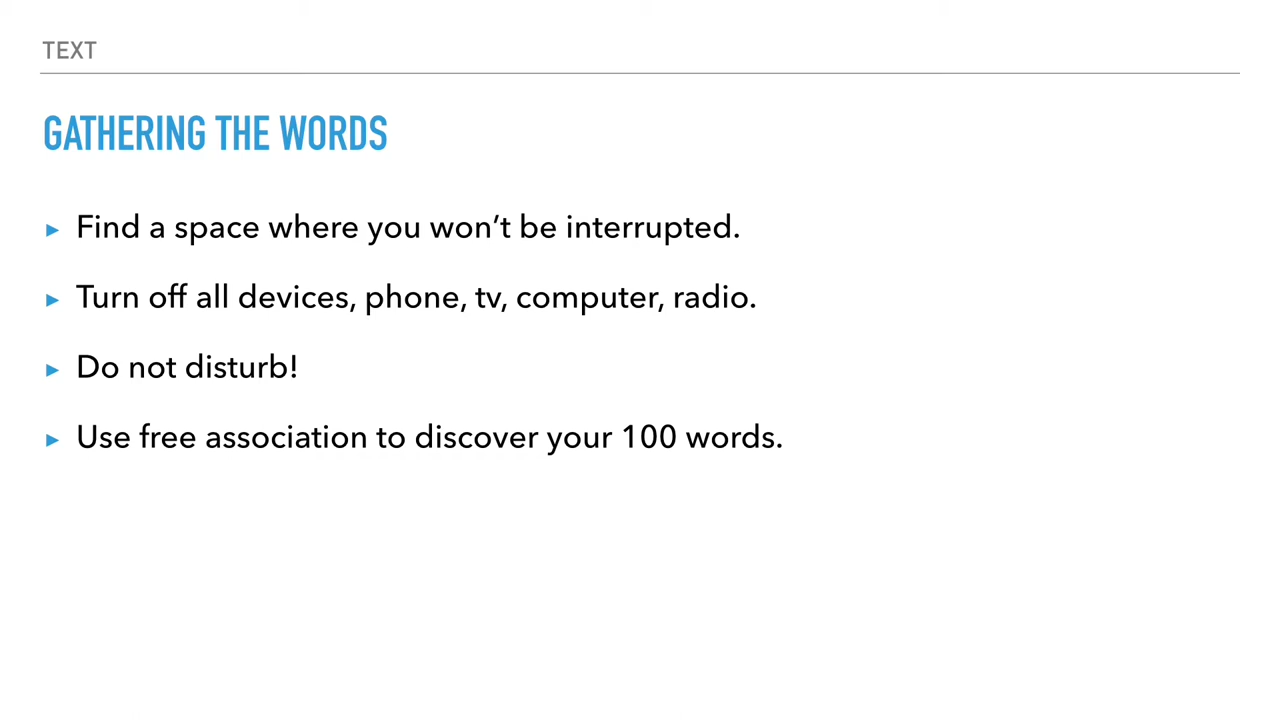 TEXT
GATHERING THE WORDS
▸ Find a space where you won’t be interrupted.
▸ Turn off all devices, phone, tv, computer, radio.
▸ Do not disturb!
▸ Use free association to discover your 100 words.